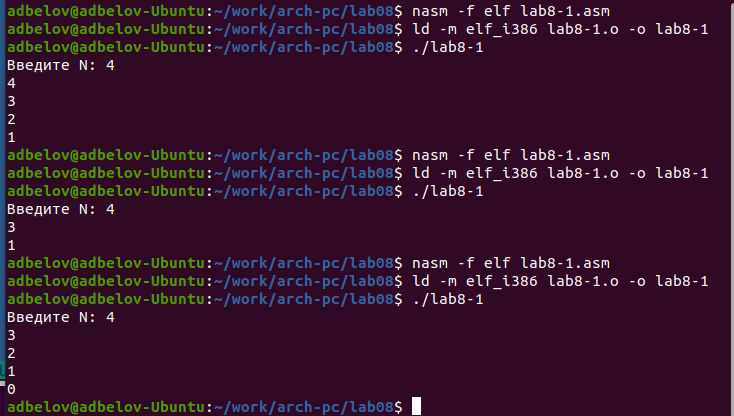 adbelov@adbelov-Ubuntu:~/work/arch-pc/lab08$ nasm -f elf lab8-1.asm
adbelov@adbelov-Ubuntu:~/work/arch-pc/lab08$ ld -m elf_i386 lab8-1.o -o lab8-1
adbelov@adbelov-Ubuntu:~/work/arch-pc/lab08$ ./lab8-1
Введите N: 4
4
3
2
1
adbelov@adbelov-Ubuntu:~/work/arch-pc/lab08$ nasm -f elf lab8-1.asm
adbelov@adbelov-Ubuntu:~/work/arch-pc/lab08$ ld -m elf_i386 lab8-1.o -o lab8-1
adbelov@adbelov-Ubuntu:~/work/arch-pc/lab08$ ./lab8-1
Введите N: 4
3
1
adbelov@adbelov-Ubuntu:~/work/arch-pc/lab08$ nasm -f elf lab8-1.asm
adbelov@adbelov-Ubuntu:~/work/arch-pc/lab08$ ld -m elf_i386 lab8-1.o -o lab8-1
adbelov@adbelov-Ubuntu:~/work/arch-pc/lab08$ ./lab8-1
Введите N: 4
3
2
1
0
adbelov@adbelov-Ubuntu:~/work/arch-pc/lab08$